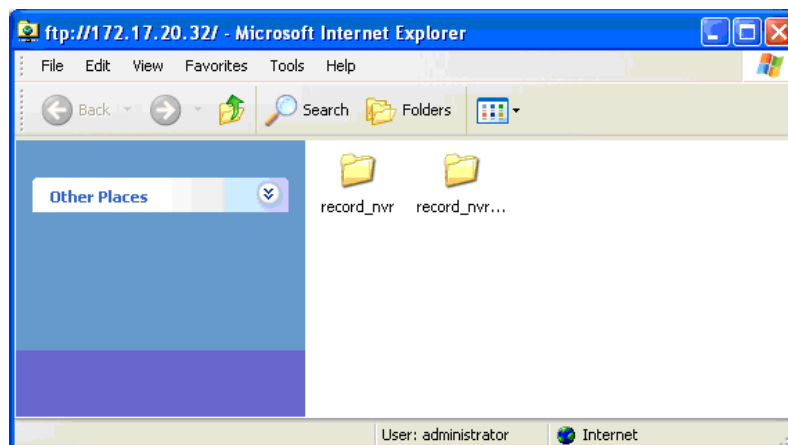 ftp://172.17.20.32/ - Microsoft Internet Explorer
File Edit View Favorites Tools Help
Back Search Folders
Other Places
record_nvr record_nvr...
User: administrator Internet